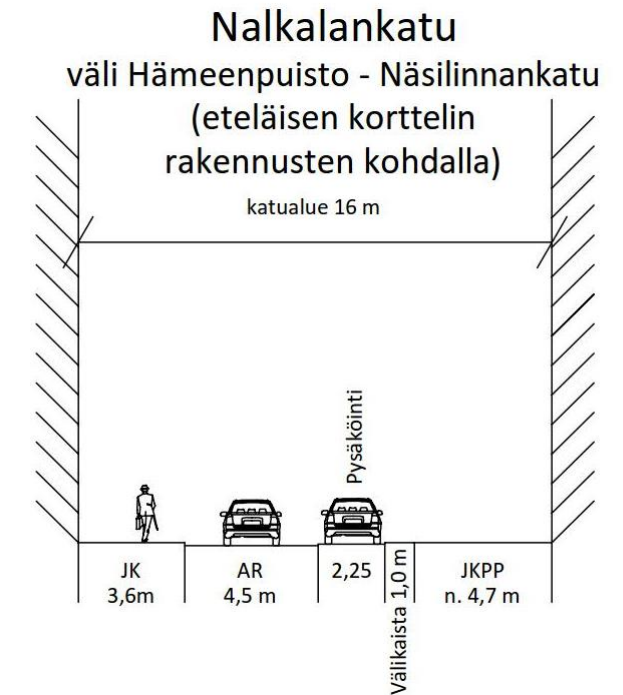 Nalkalankatu
väli Hämeenpuisto - Näsilinnankatu
(eteläisen korttelin
rakennusten kohdalla)
katualue 16 m
Pysäköinti
JK
3,6m
AR
4,5 m
2,25
Välikaista 1,0 m
JKPP
n. 4,7 m